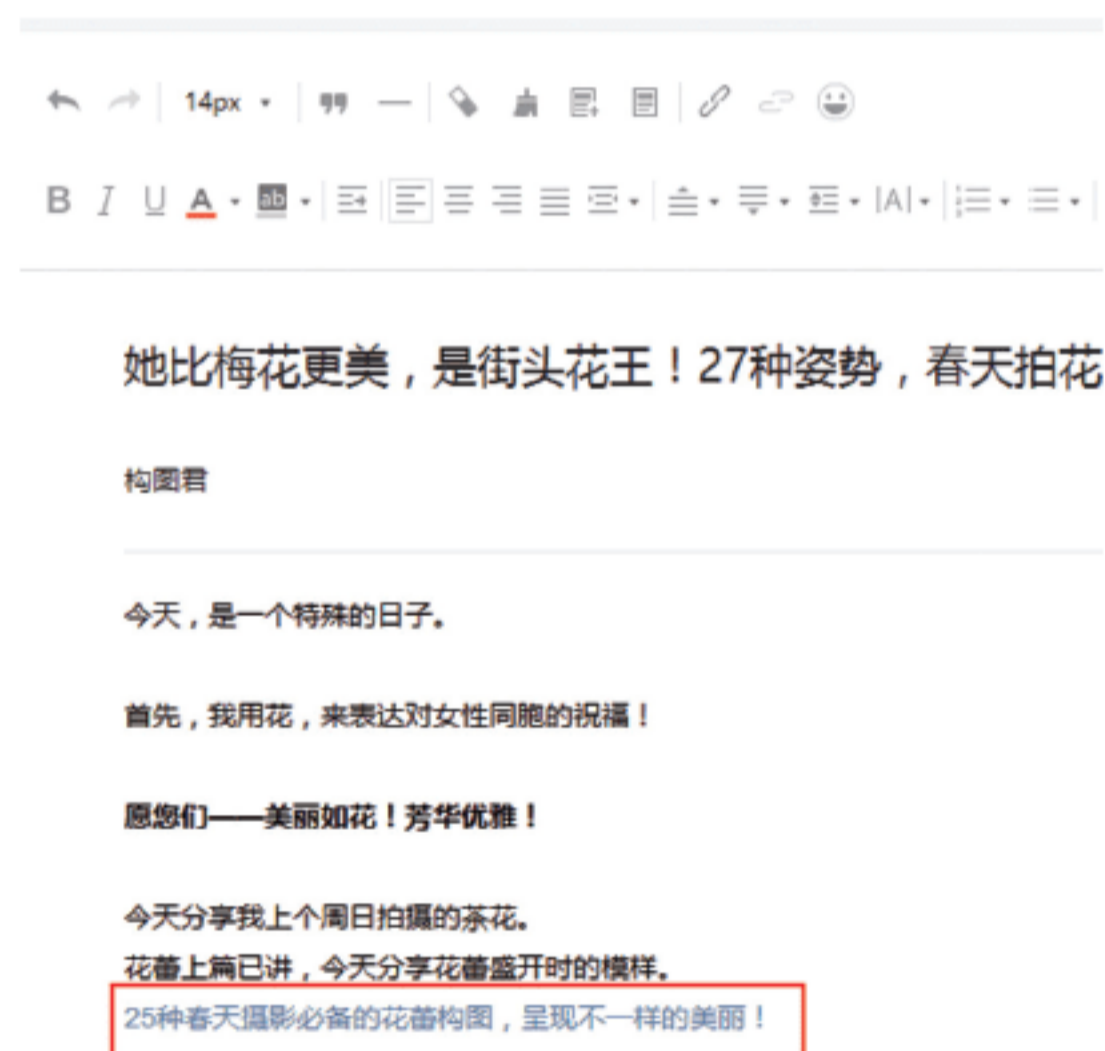 14px
B I U A ab |A|
她比梅花更美，是街头花王！27种姿势，春天拍花
构图君
今天，是一个特殊的日子。
首先，我用花，来表达对女性同胞的祝福！
愿您们——美丽如花！芳华优雅！
今天分享我上个周日拍摄的茶花。
花蕾上篇已讲，今天分享花蕾盛开时的模样。
25种春天摄影必备的花蕾构图，呈现不一样的美丽！